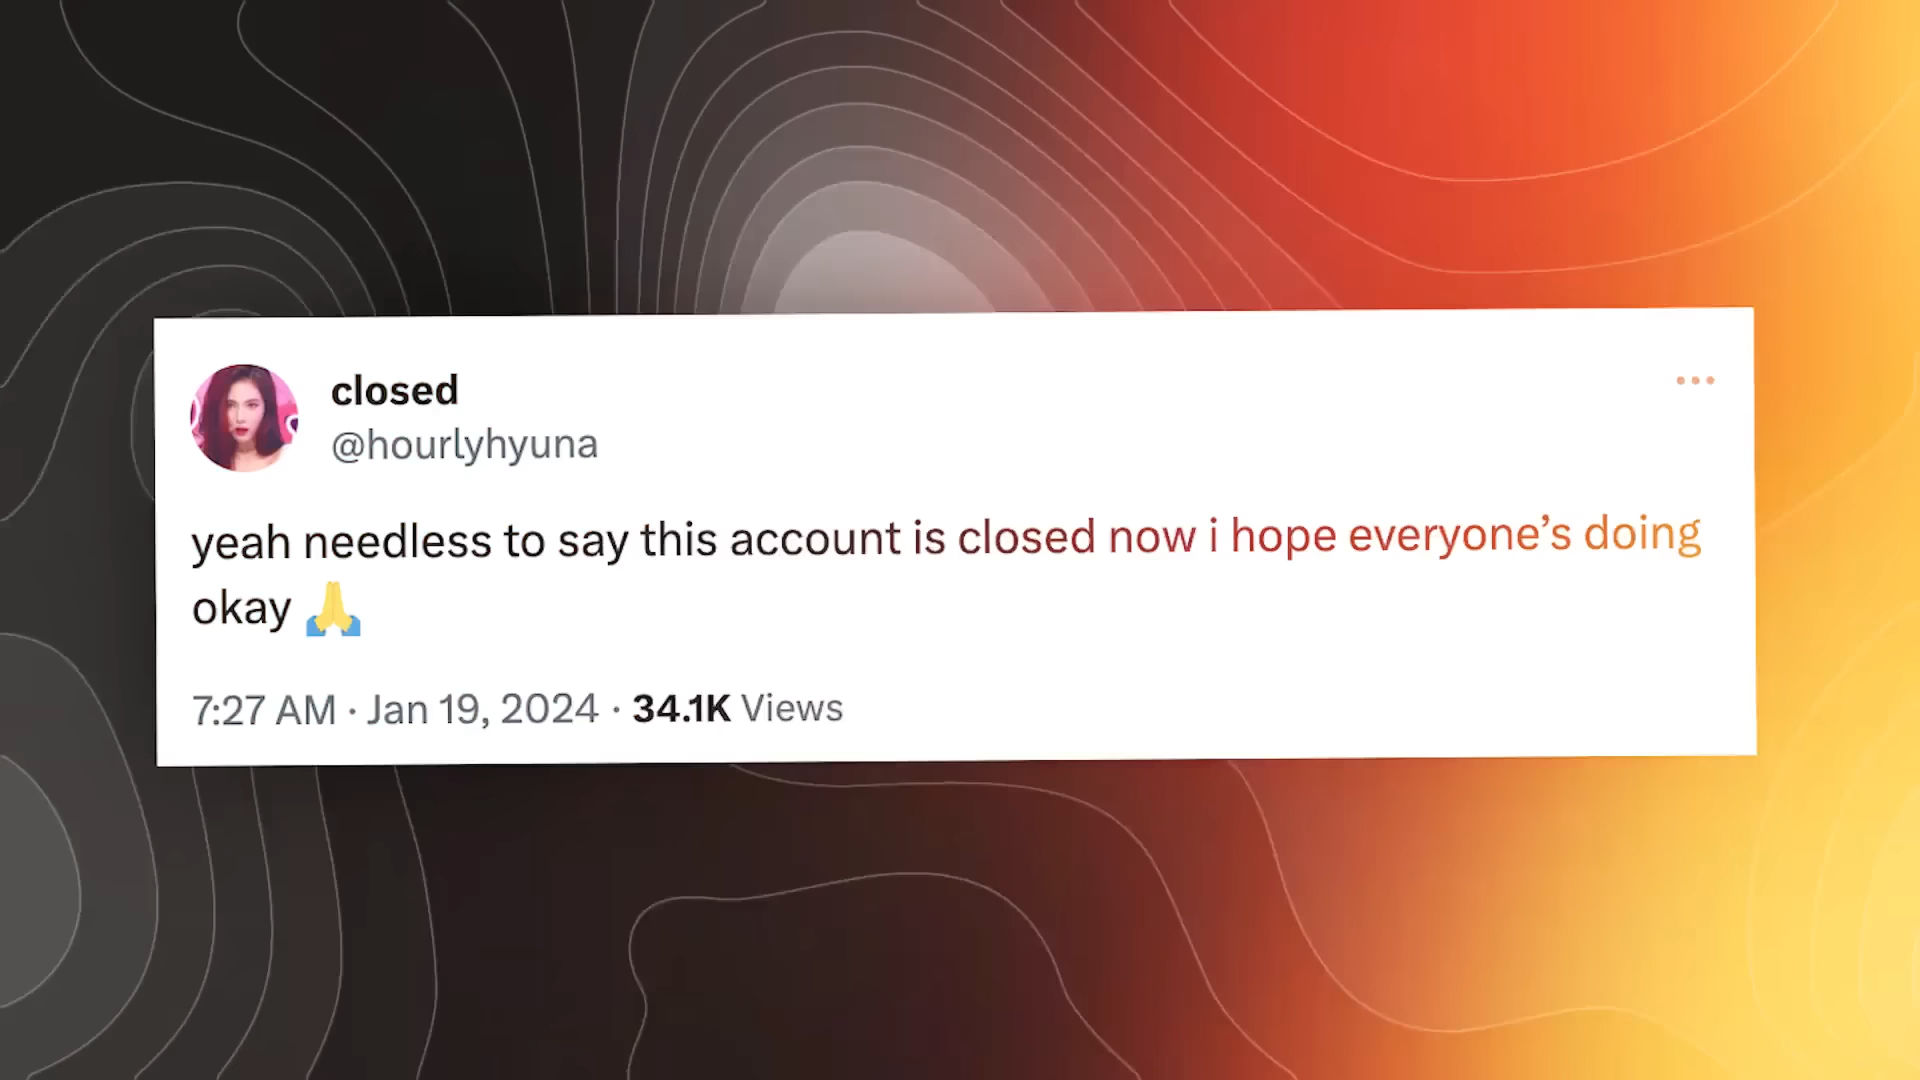 closed
@hourlyhyuna
yeah needless to say this account is closed now i hope everyone’s doing
okay 🙏
7:27 AM · Jan 19, 2024 · 34.1K Views